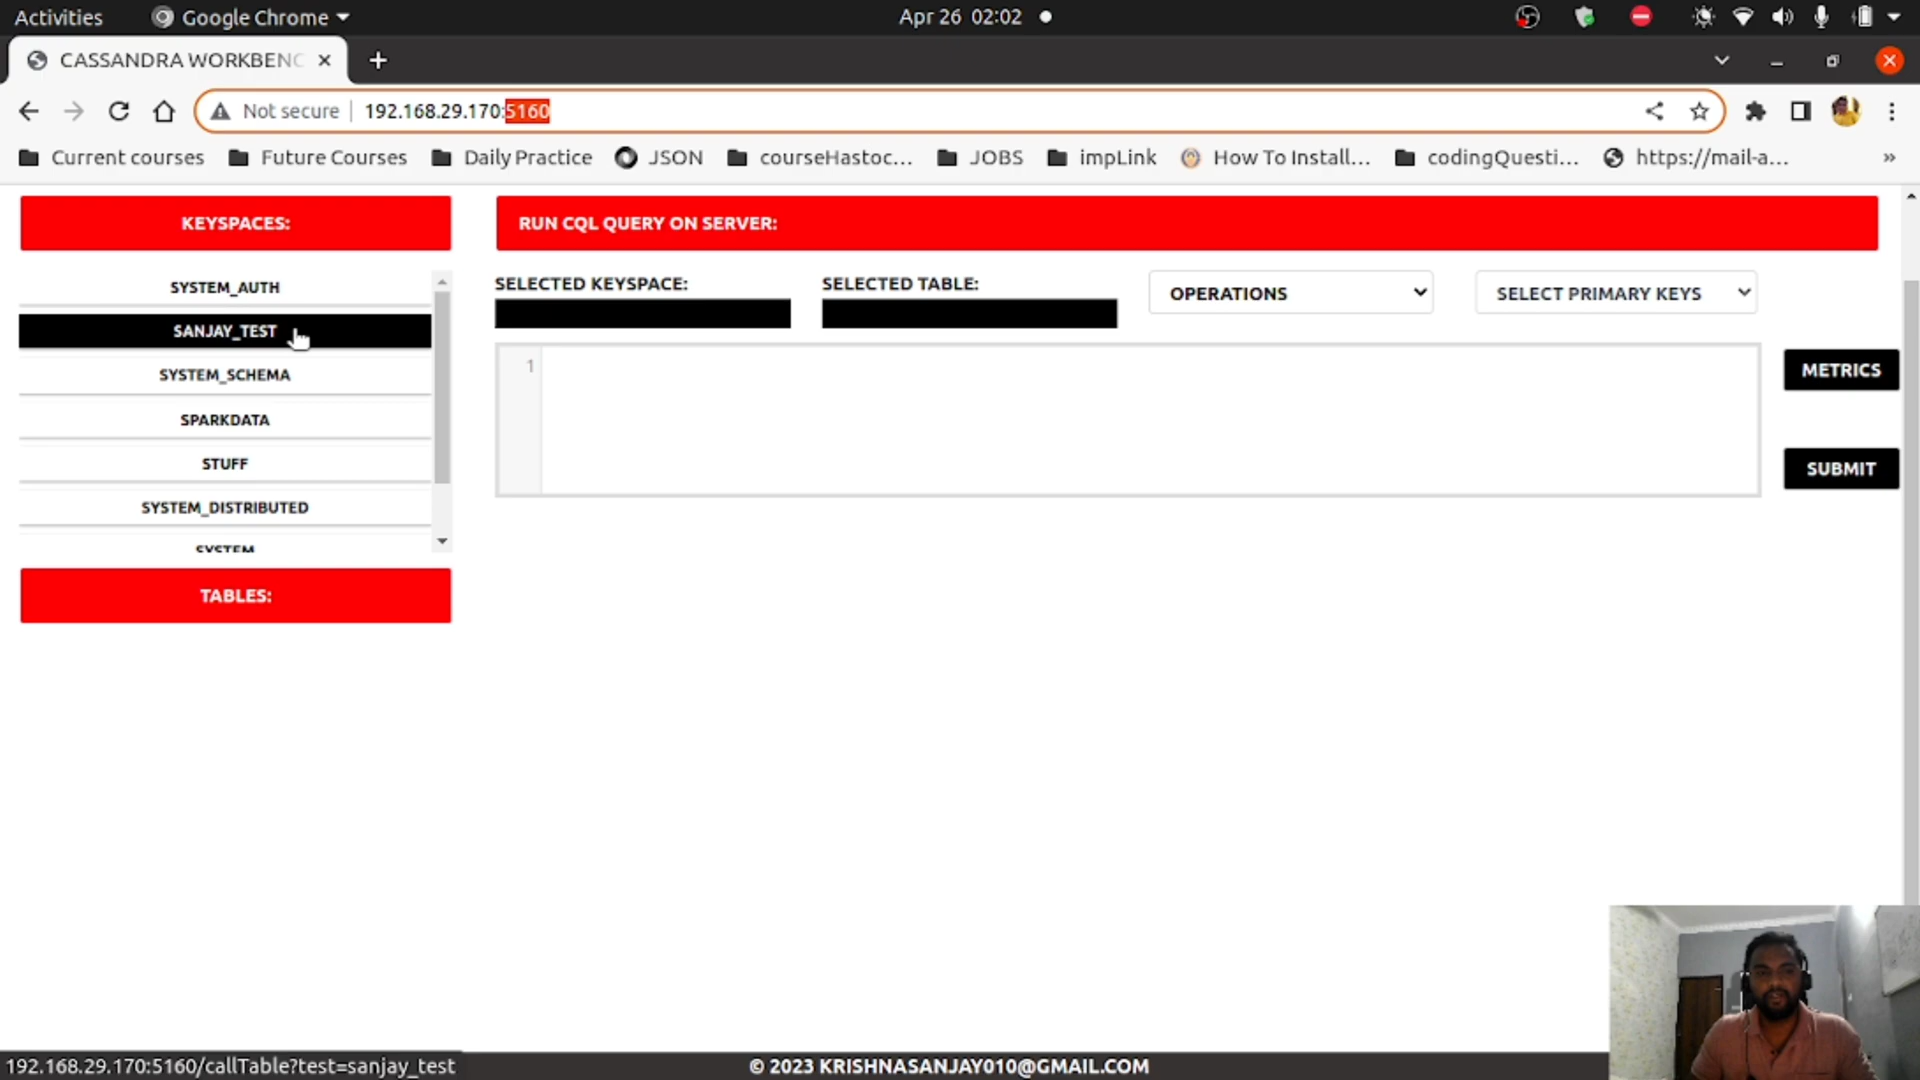 Activities
Google Chrome
Apr 26 02:02
CASSANDRA WORKBENC
Not secure
192.168.29.170:5160
Current courses
Future Courses
Daily Practice
JSON
courseHastoc...
JOBS
impLink
How To Install...
codingQuesti...
https://mail-a...
»
KEYSPACES:
RUN CQL QUERY ON SERVER:
SYSTEM_AUTH
SANJAY_TEST
SYSTEM_SCHEMA
SPARKDATA
STUFF
SYSTEM_DISTRIBUTED
SYSTEM
TABLES:
SELECTED KEYSPACE:
SELECTED TABLE:
OPERATIONS
SELECT PRIMARY KEYS
1
METRICS
SUBMIT
192.168.29.170:5160/callTable?test=sanjay_test
© 2023 KRISHNASANJAY010@GMAIL.COM